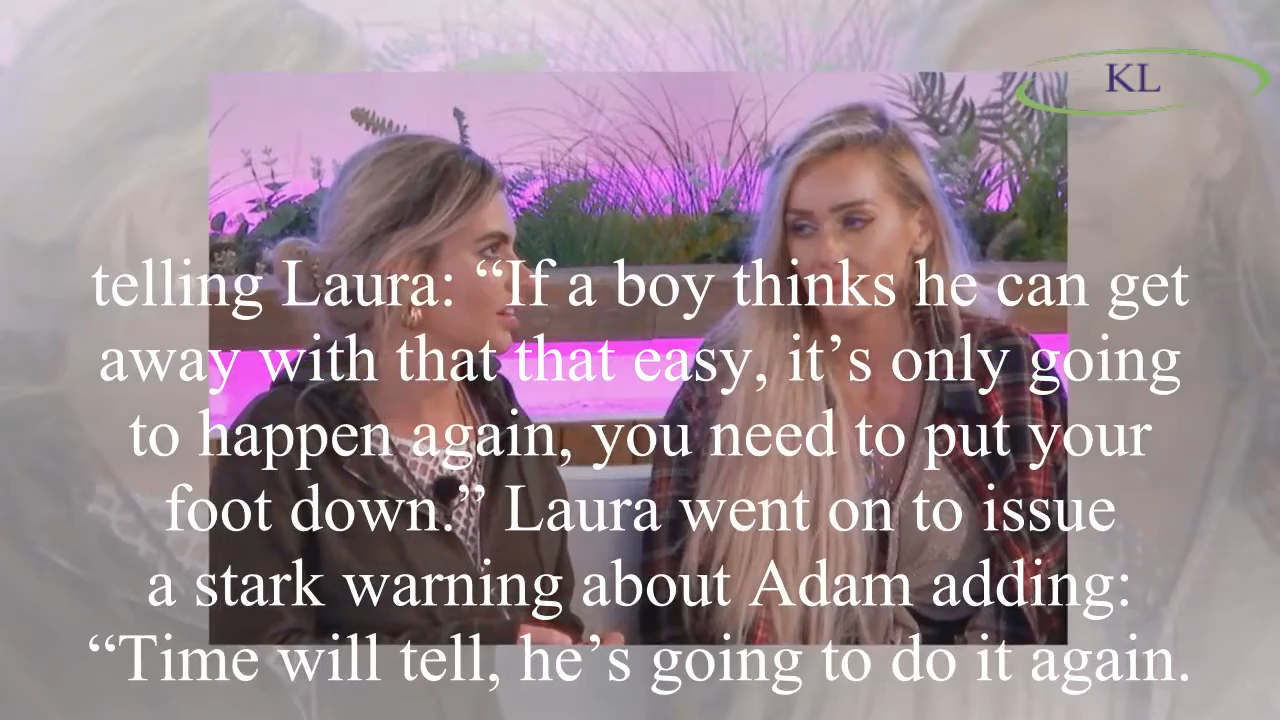 KL
telling Laura: “If a boy thinks he can get
away with that that easy, it’s only going
to happen again, you need to put your
foot down.” Laura went on to issue
a stark warning about Adam adding:
“Time will tell, he’s going to do it again.